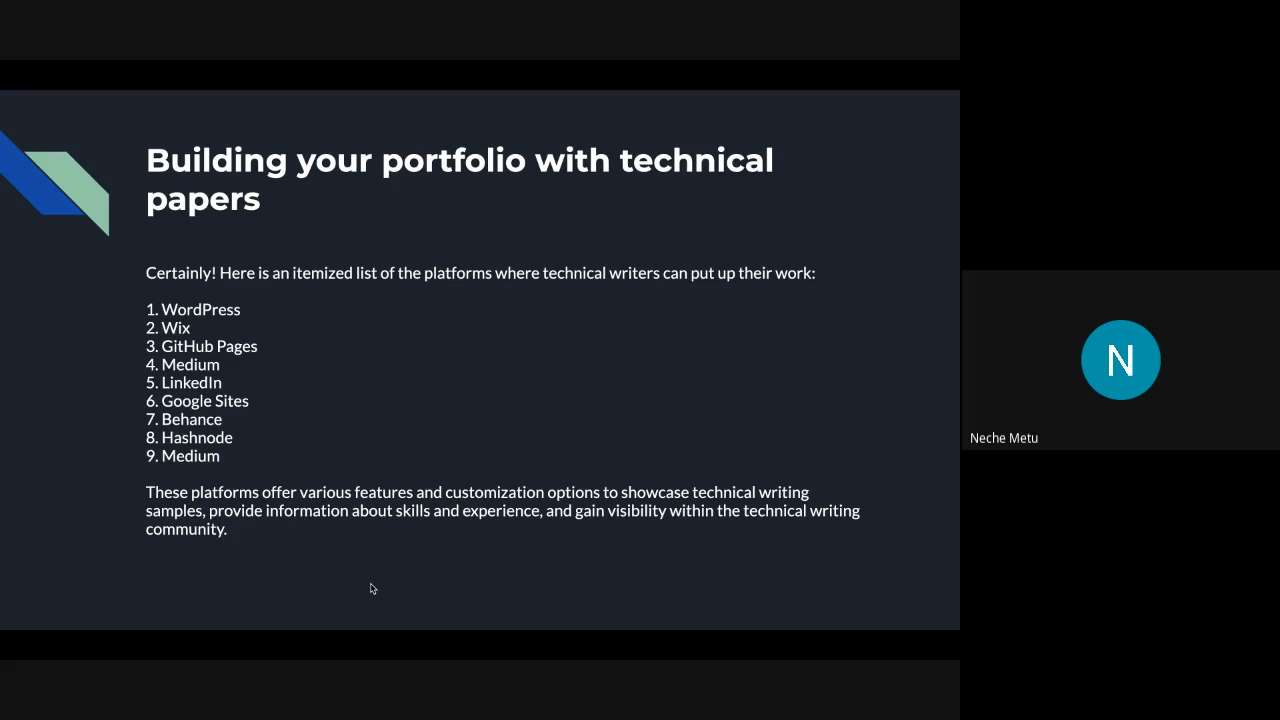 Building your portfolio with technical
papers
Certainly! Here is an itemized list of the platforms where technical writers can put up their work:
1. WordPress
2. Wix
3. GitHub Pages
4. Medium
5. LinkedIn
6. Google Sites
7. Behance
8. Hashnode
9. Medium
These platforms offer various features and customization options to showcase technical writing
samples, provide information about skills and experience, and gain visibility within the technical writing
community.
N
Neche Metu